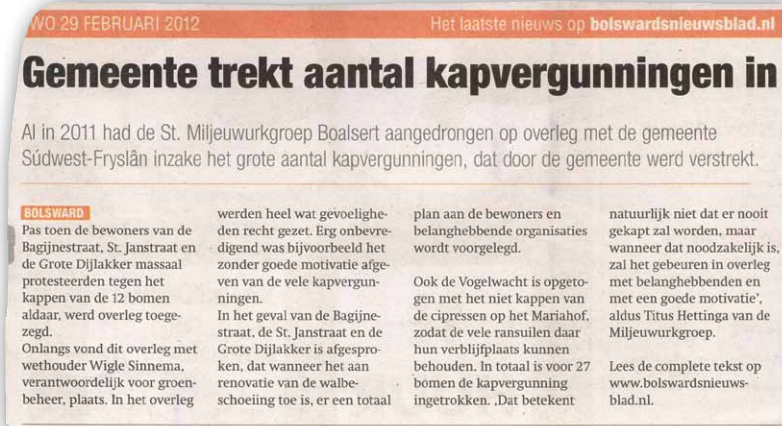 WO 29 FEBRUARI 2012
Het laatste nieuws op bolswardsnieuwsblad.nl
Gemeente trekt aantal kapvergunningen in
Al in 2011 had de St. Miljeuwurkgroep Boalsert aangedrongen op overleg met de gemeente
Súdwest-Fryslân inzake het grote aantal kapvergunningen, dat door de gemeente werd verstrekt.
BOLSWARD
Pas toen de bewoners van de
Bagijnestraat, St. Janstraat en
de Grote Dijlakker massaal
protesteerden tegen het
kappen van de 12 bomen
aldaar, werd overleg toege-
zegd.
Onlangs vond dit overleg met
wethouder Wigle Sinnema,
verantwoordelijk voor groen-
beheer, plaats. In het overleg
werden heel wat gevoelighe-
den recht gezet. Erg onbevre-
digend was bijvoorbeeld het
zonder goede motivatie afge-
ven van de vele kapvergun-
ningen.
In het geval van de Bagijne-
straat, de St. Janstraat en de
Grote Dijlakker is afgespro-
ken, dat wanneer het aan
renovatie van de walbe-
schoeiing toe is, er een totaal
plan aan de bewoners en
belanghebbende organisaties
wordt voorgelegd.
Ook de Vogelwacht is opgeto-
gen met het niet kappen van
de cipressen op het Mariahof,
zodat de vele ransuilen daar
hun verblijfplaats kunnen
behouden. In totaal is voor 27
bomen de kapvergunning
ingetrokken. ‚Dat betekent
natuurlijk niet dat er nooit
gekapt zal worden, maar
wanneer dat noodzakelijk is,
zal het gebeuren in overleg
met belanghebbenden en
met een goede motivatie',
aldus Titus Hettinga van de
Miljeuwurkgroep.
Lees de complete tekst op
www.bolswardsnieuws-
blad.nl.